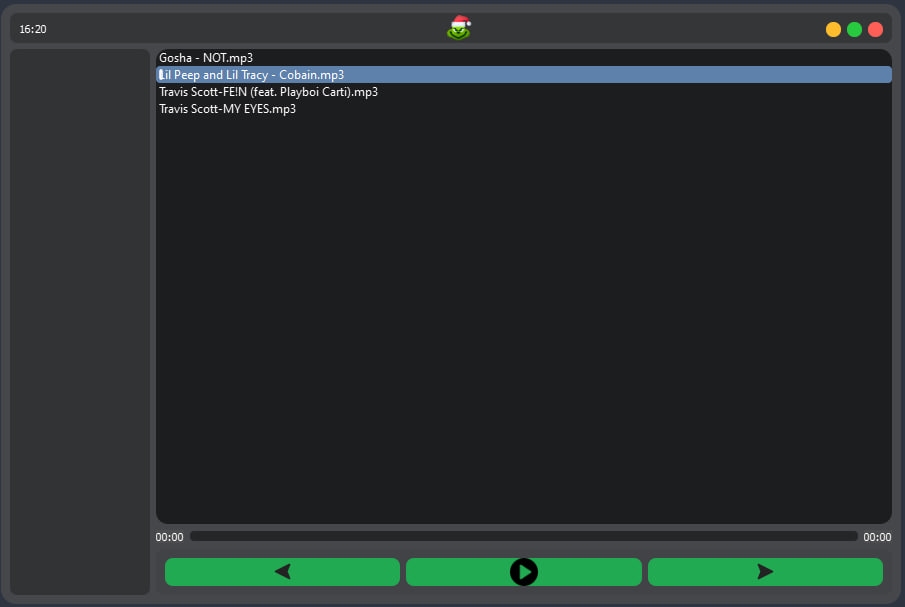 16:20
Gosha - NOT.mp3
Lil Peep and Lil Tracy - Cobain.mp3
Travis Scott-FE!N (feat. Playboi Carti).mp3
Travis Scott-MY EYES.mp3
00:00 00:00